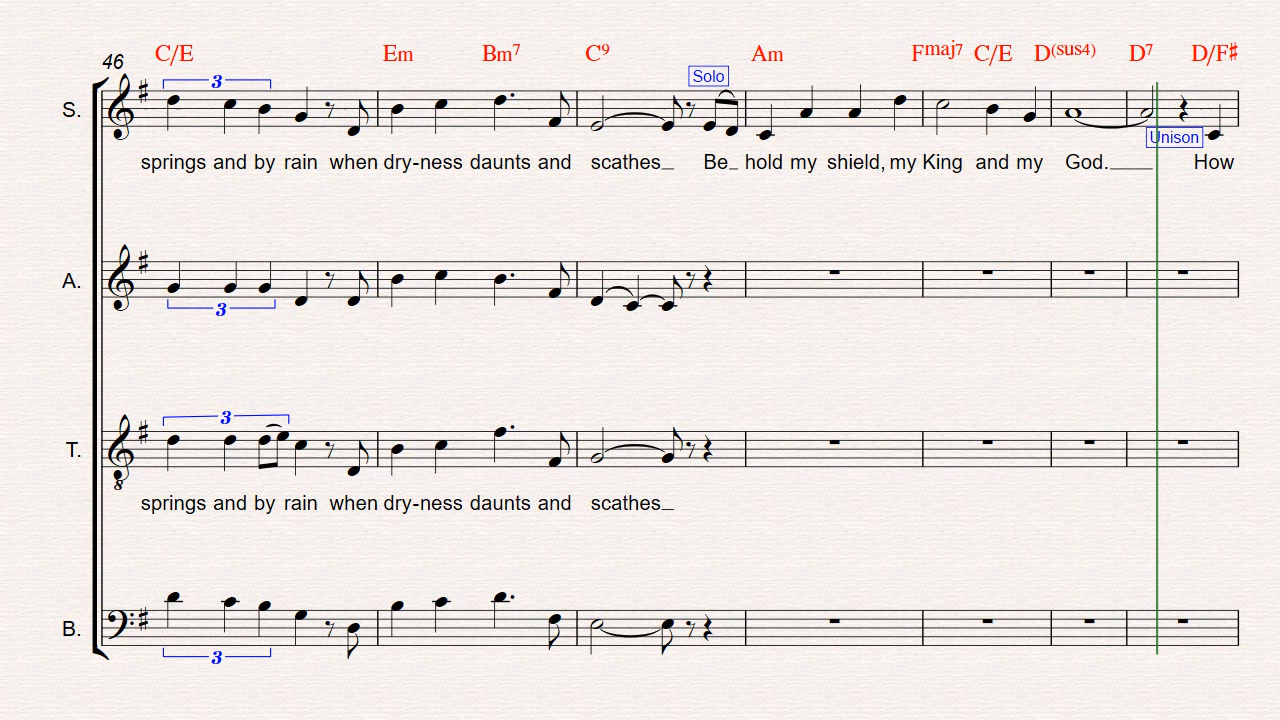 46 C/E Em Bm7 C9 Am Fmaj7 C/E D(sus4) D7 D/F♯
3 Solo
S.
Unison
springs and by rain when dry-ness daunts and scathes_ Be_ hold my shield, my King and my God.___ How
A.
3
3
T.
8
springs and by rain when dry-ness daunts and scathes_
B.
3